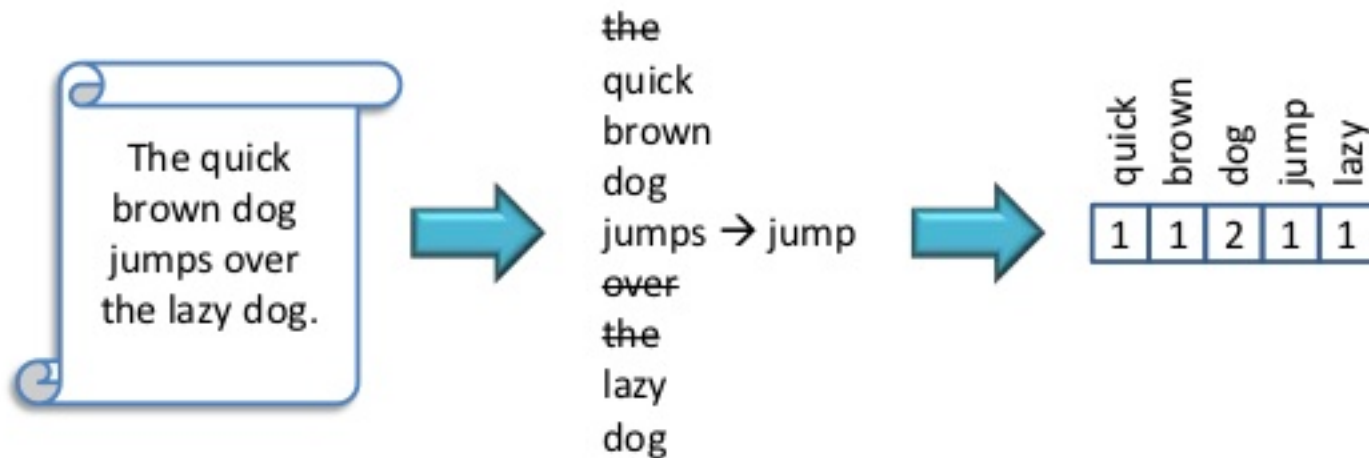 The quick
brown dog
jumps over
the lazy dog.
the
quick
brown
dog
jumps → jump
over
the
lazy
dog
quick brown dog jump lazy
1 1 2 1 1